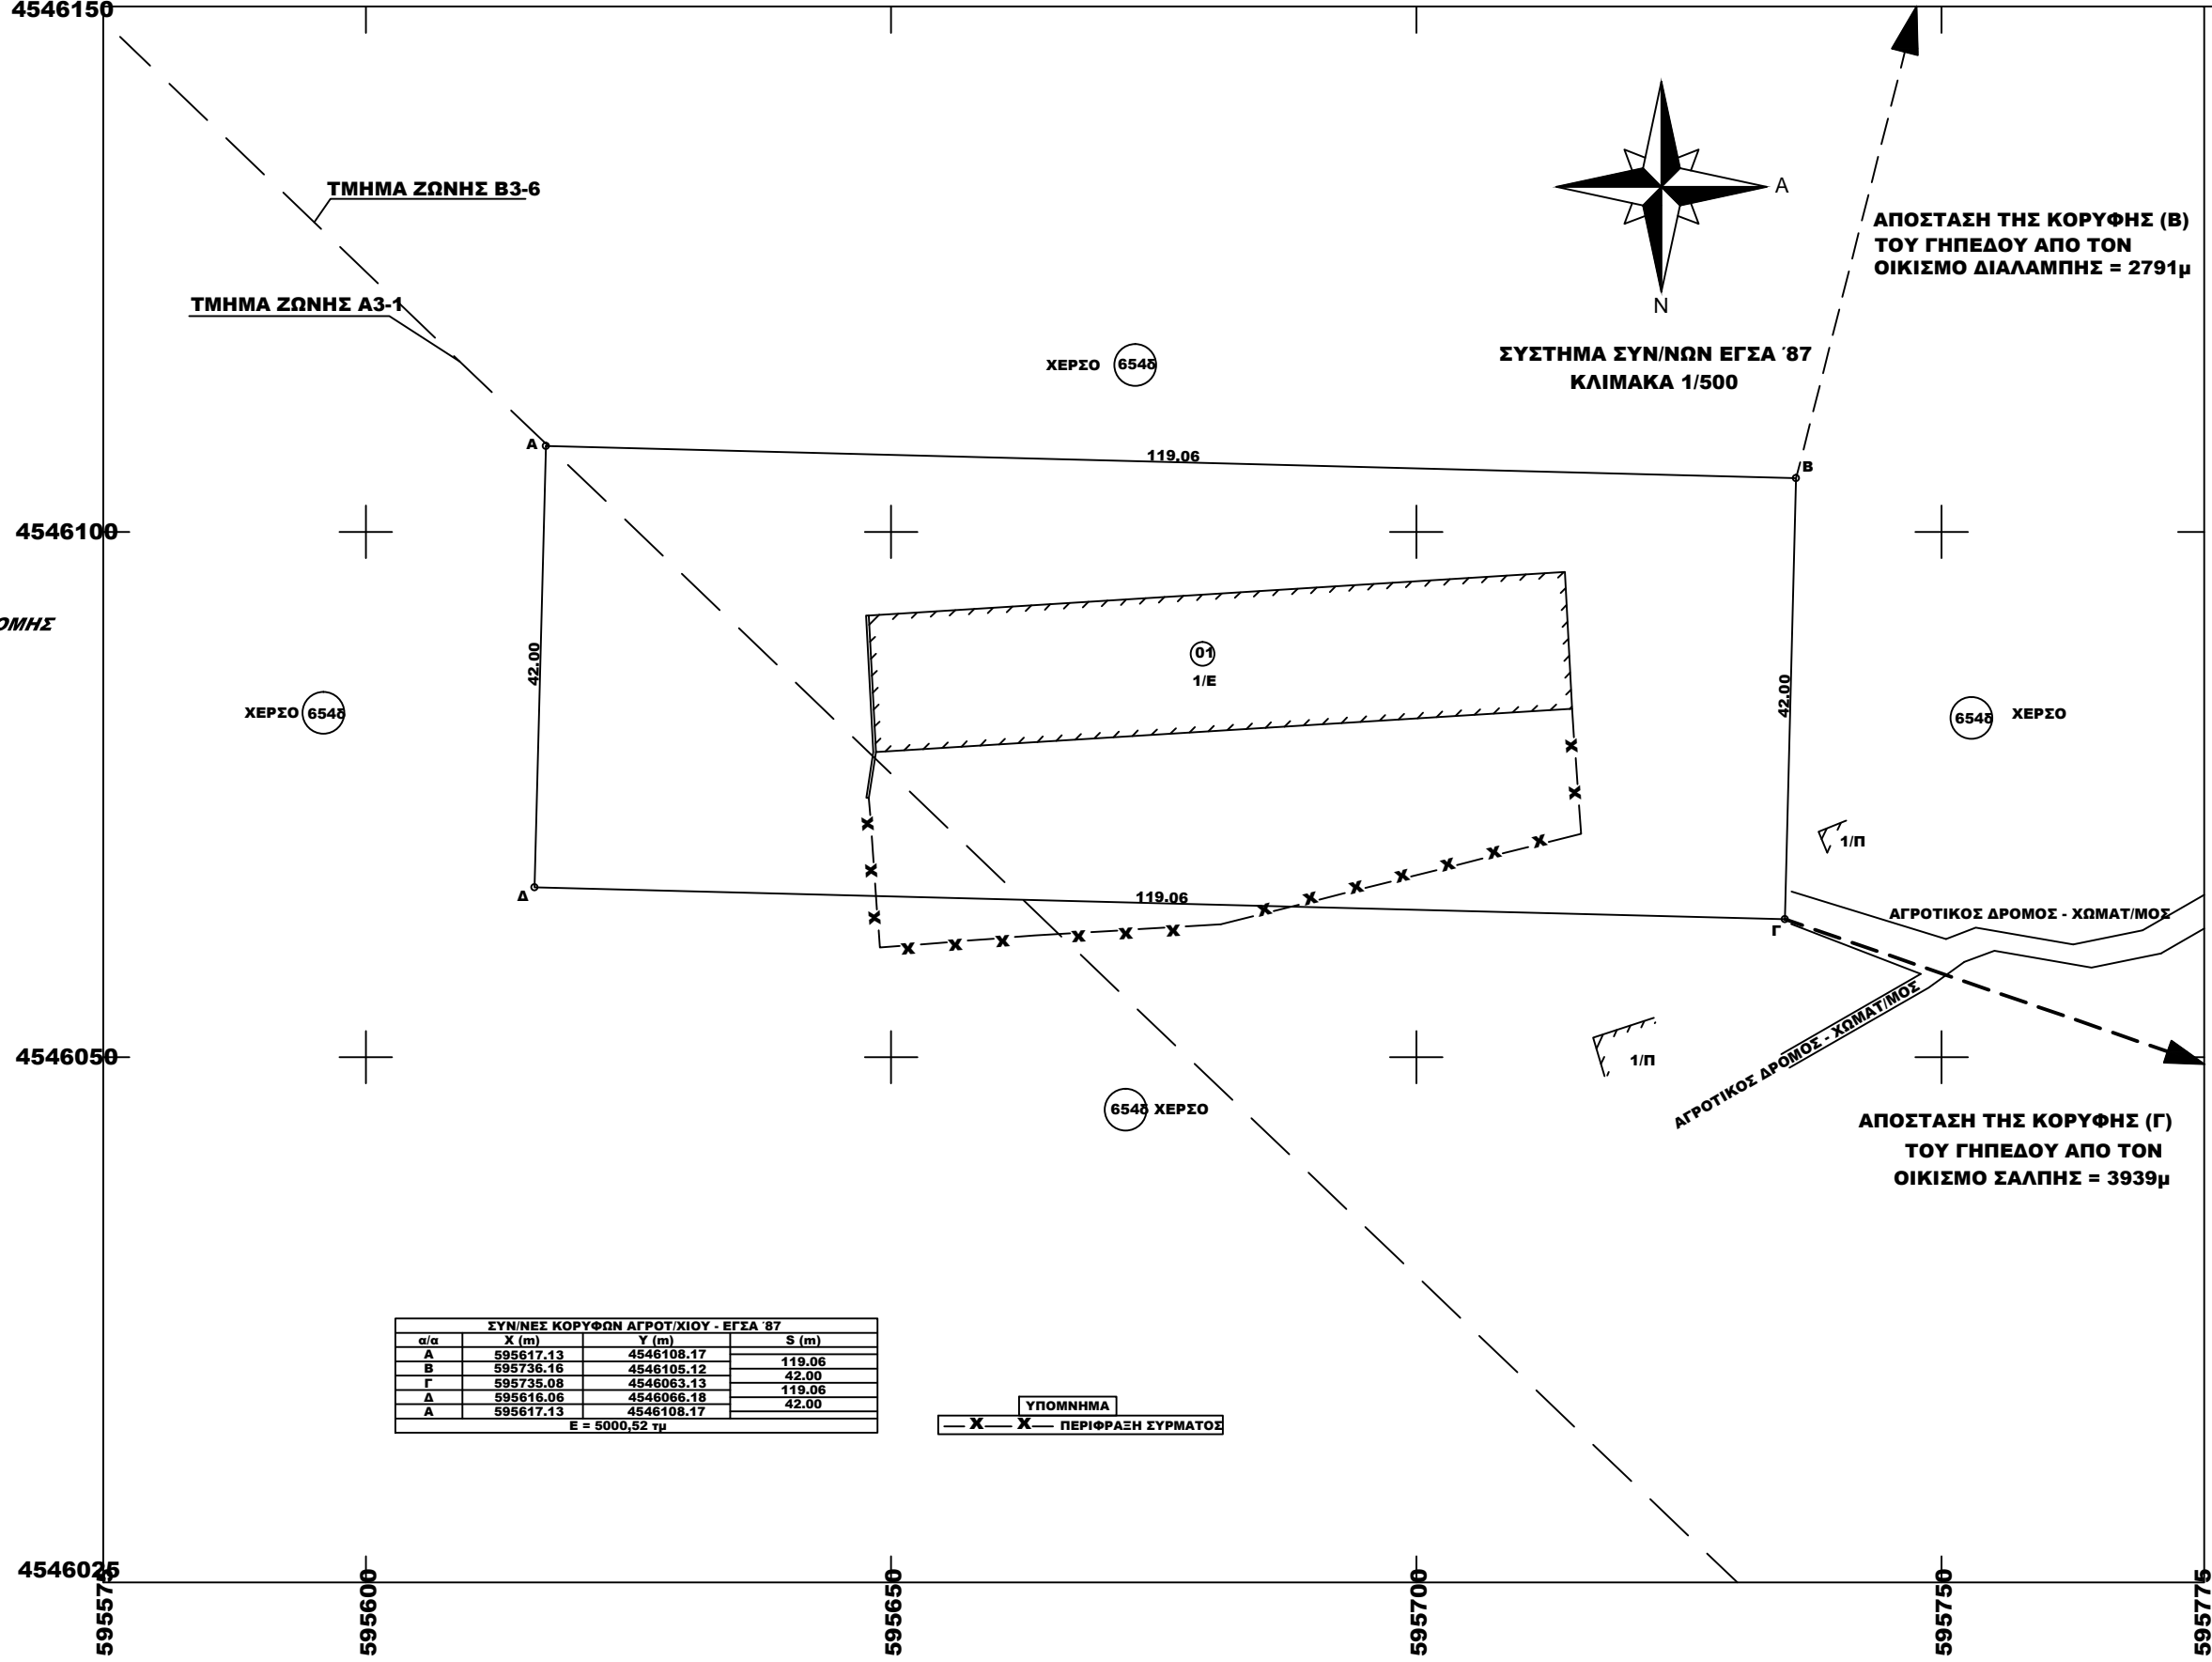 4546150
ΤΜΗΜΑ ΖΩΝΗΣ Β3-6
ΤΜΗΜΑ ΖΩΝΗΣ Α3-1
Α
Ν
ΑΠΟΣΤΑΣΗ ΤΗΣ ΚΟΡΥΦΗΣ (Β)
ΤΟΥ ΓΗΠΕΔΟΥ ΑΠΟ ΤΟΝ
ΟΙΚΙΣΜΟ ΔΙΑΛΑΜΠΗΣ = 2791μ
ΣΥΣΤΗΜΑ ΣΥΝ/ΝΩΝ ΕΓΣΑ ΄87
ΚΛΙΜΑΚΑ 1/500
ΧΕΡΣΟ 654δ
Α
119.06
Β
4546100
ΟΜΗΣ
42.00
01
1/Ε
42.00
ΧΕΡΣΟ 654δ
654δ ΧΕΡΣΟ
1/Π
Δ
119.06
Γ
ΑΓΡΟΤΙΚΟΣ ΔΡΟΜΟΣ - ΧΩΜΑΤ/ΜΟΣ
ΑΓΡΟΤΙΚΟΣ ΔΡΟΜΟΣ - ΧΩΜΑΤ/ΜΟΣ
4546050
1/Π
654δ ΧΕΡΣΟ
ΑΠΟΣΤΑΣΗ ΤΗΣ ΚΟΡΥΦΗΣ (Γ)
ΤΟΥ ΓΗΠΕΔΟΥ ΑΠΟ ΤΟΝ
ΟΙΚΙΣΜΟ ΣΑΛΠΗΣ = 3939μ
ΣΥΝ/ΝΕΣ ΚΟΡΥΦΩΝ ΑΓΡΟΤ/ΧΙΟΥ - ΕΓΣΑ ΄87
α/α X (m) Y (m) S (m)
Α 595617.13 4546108.17
119.06
Β 595736.16 4546105.12
42.00
Γ 595735.08 4546063.13
119.06
Δ 595616.06 4546066.18
42.00
Α 595617.13 4546108.17
Ε = 5000,52 τμ
ΥΠΟΜΝΗΜΑ
X X ΠΕΡΙΦΡΑΞΗ ΣΥΡΜΑΤΟΣ
4546025
595575
595600
595650
595700
595750
595775